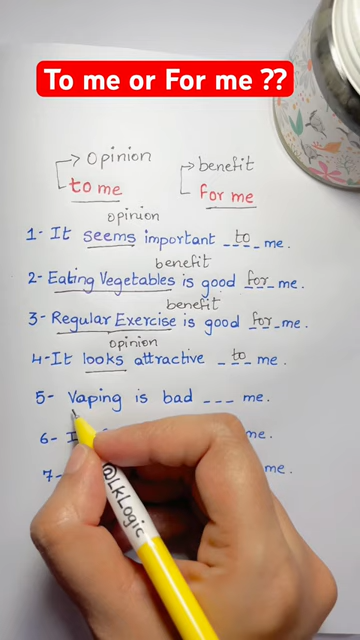 To me or For me ??
Opinion
to me
benefit
for me
opinion
1- It seems important to me.
benefit
2- Eating Vegetables is good for me.
benefit
3- Regular Exercise is good for me.
opinion
4- It looks attractive to me.
5- Vaping is bad _ _ _ me.
6- I me.
7- me.
@LkLogic